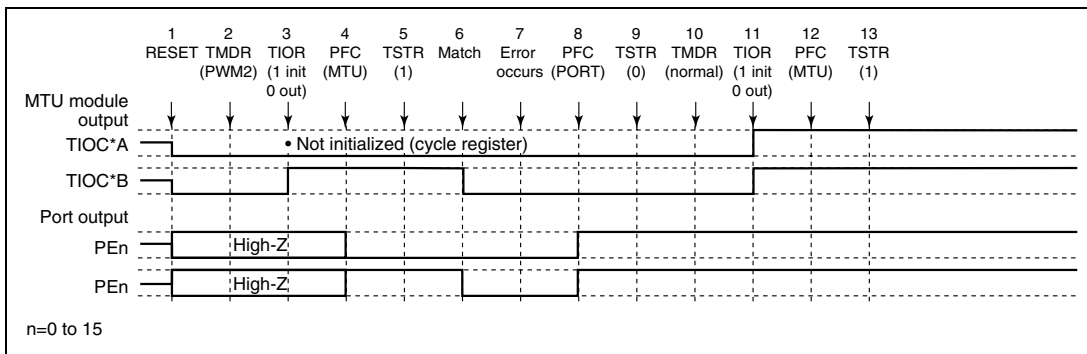 1 2 3 4 5 6 7 8 9 10 11 12 13
RESET TMDR TIOR PFC TSTR Match Error PFC TSTR TMDR TIOR PFC TSTR
(PWM2) (1 init (MTU) (1) occurs (PORT) (0) (normal) (1 init (MTU) (1)
0 out) 0 out)
MTU module
output
TIOC*A
• Not initialized (cycle register)
TIOC*B
Port output
PEn
High-Z
PEn
High-Z
n=0 to 15